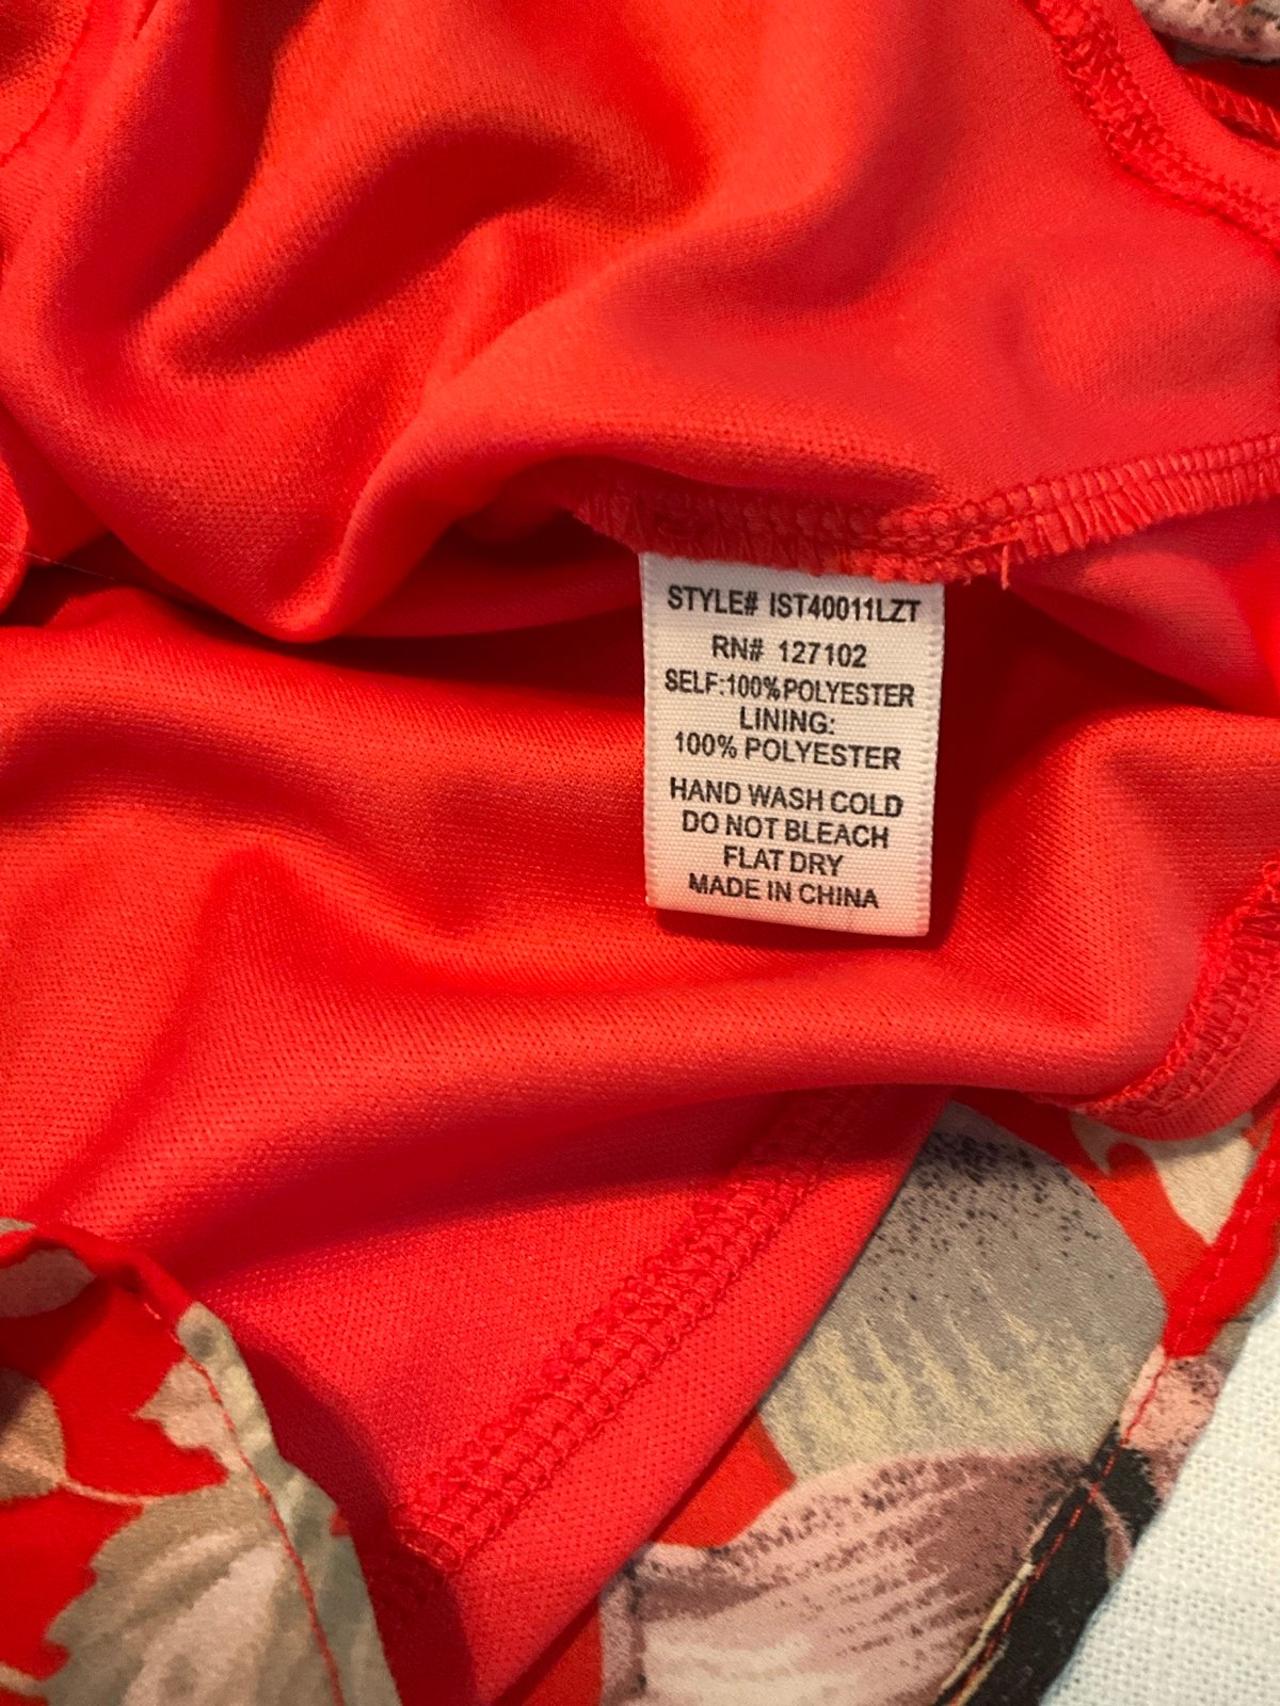 STYLE# IST40011LZT
RN# 127102
SELF:100%POLYESTER
LINING:
100% POLYESTER
HAND WASH COLD
DO NOT BLEACH
FLAT DRY
MADE IN CHINA